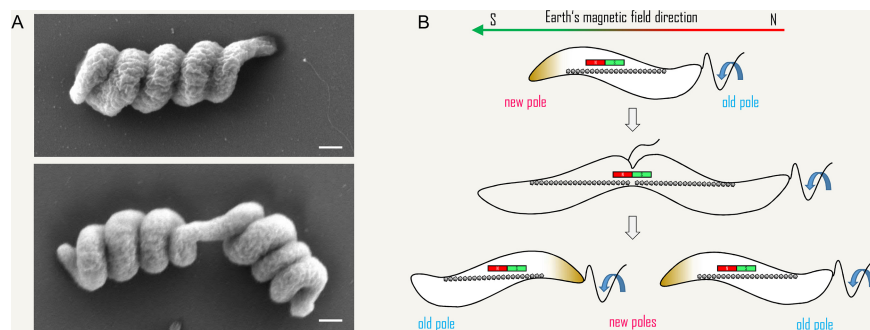 A
B
Earth's magnetic field direction
S
N
new pole
old pole
old pole
new poles
old pole